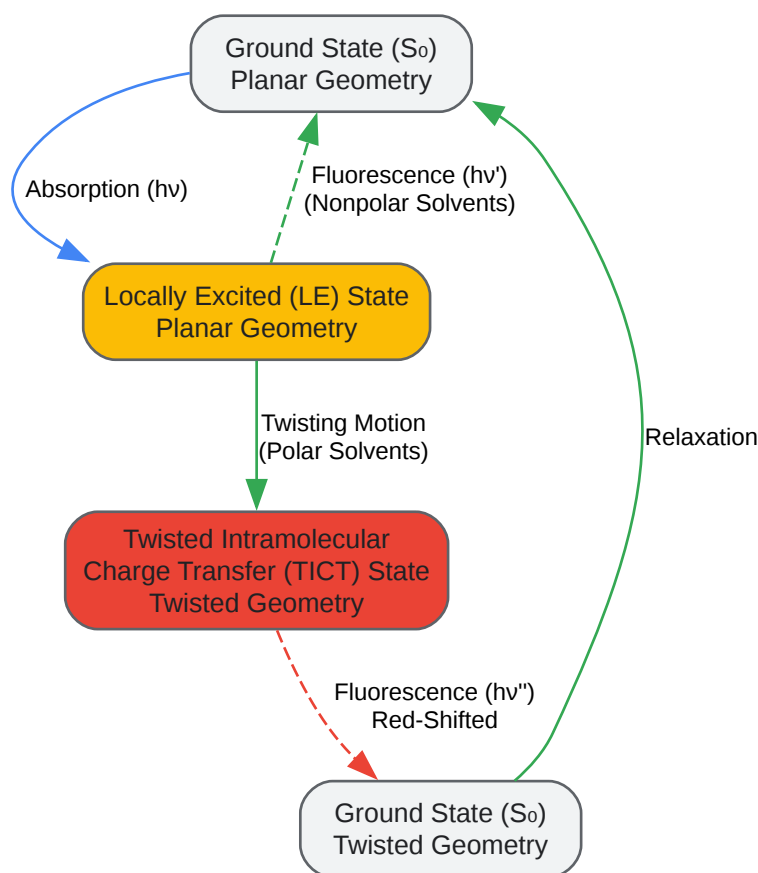 Ground State (S₀)
Planar Geometry
Absorption (hν)
Fluorescence (hν')
(Nonpolar Solvents)
Locally Excited (LE) State
Planar Geometry
Twisting Motion
(Polar Solvents)
Relaxation
Twisted Intramolecular
Charge Transfer (TICT) State
Twisted Geometry
Fluorescence (hν'')
Red-Shifted
Ground State (S₀)
Twisted Geometry